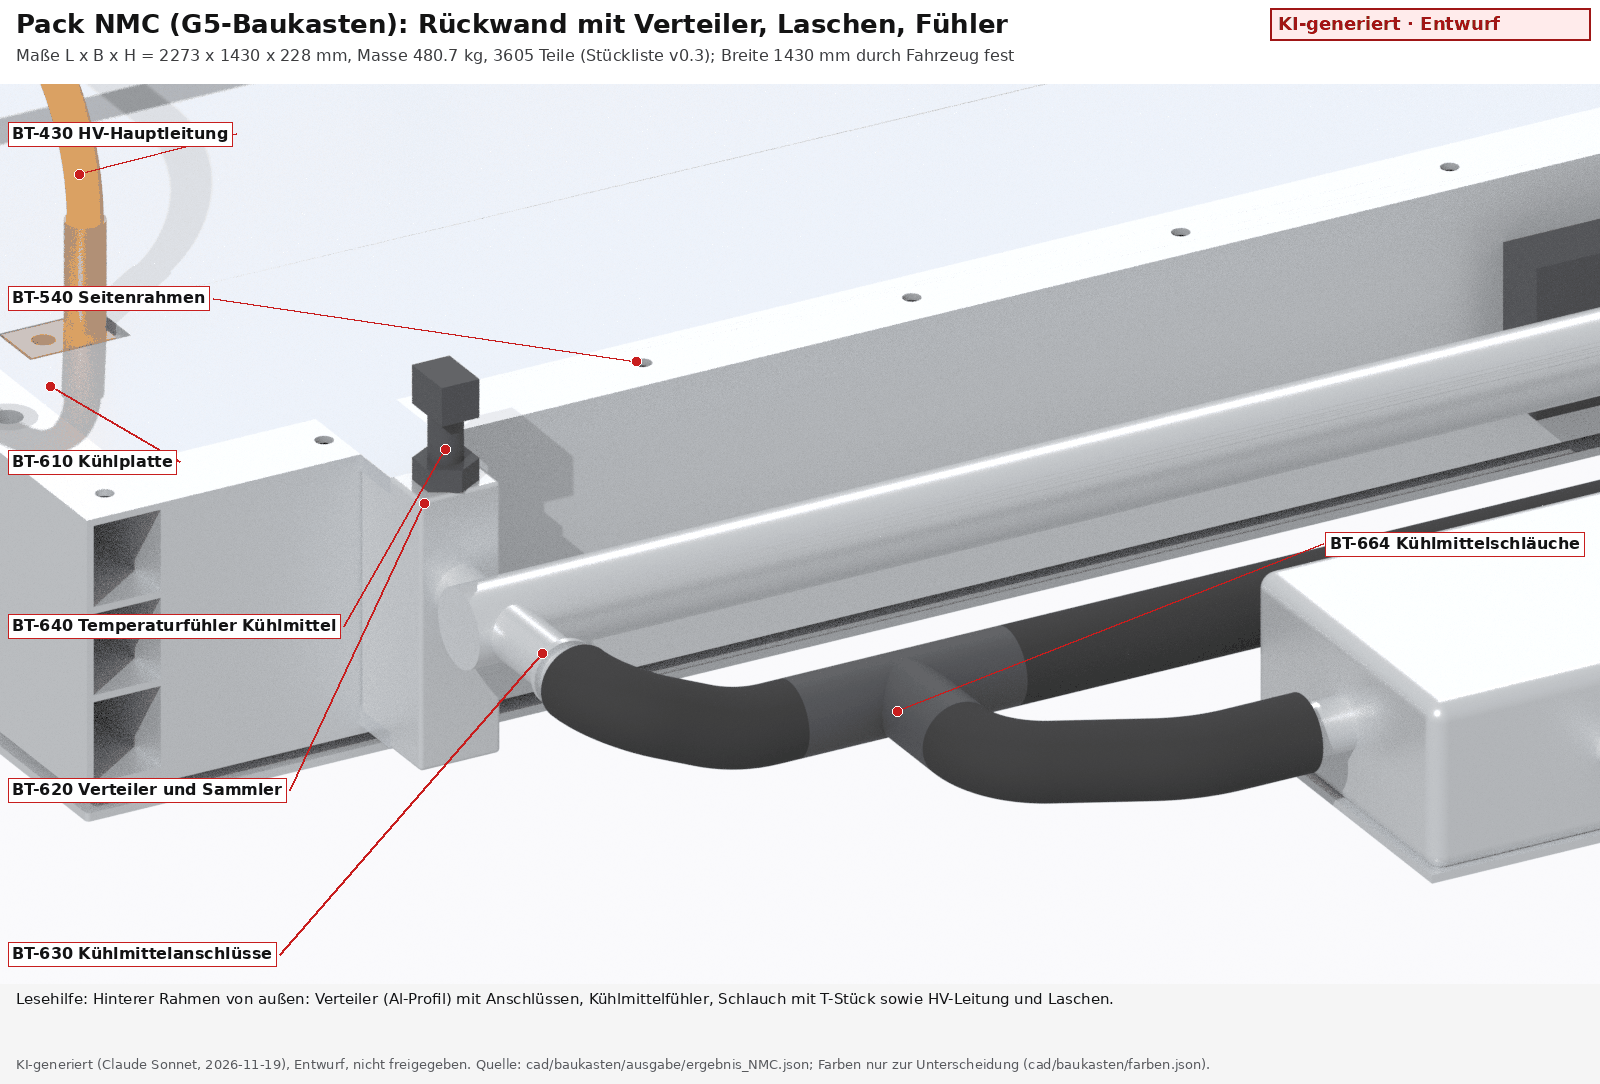 Pack NMC (G5-Baukasten): Rückwand mit Verteiler, Laschen, Fühler
KI-generiert · Entwurf
Maße L x B x H = 2273 x 1430 x 228 mm, Masse 480.7 kg, 3605 Teile (Stückliste v0.3); Breite 1430 mm durch Fahrzeug fest
BT-430 HV-Hauptleitung
BT-540 Seitenrahmen
BT-610 Kühlplatte
BT-664 Kühlmittelschläuche
BT-640 Temperaturfühler Kühlmittel
BT-620 Verteiler und Sammler
BT-630 Kühlmittelanschlüsse
Lesehilfe: Hinterer Rahmen von außen: Verteiler (Al-Profil) mit Anschlüssen, Kühlmittelfühler, Schlauch mit T-Stück sowie HV-Leitung und Laschen.
KI-generiert (Claude Sonnet, 2026-11-19), Entwurf, nicht freigegeben. Quelle: cad/baukasten/ausgabe/ergebnis_NMC.json; Farben nur zur Unterscheidung (cad/baukasten/farben.json).